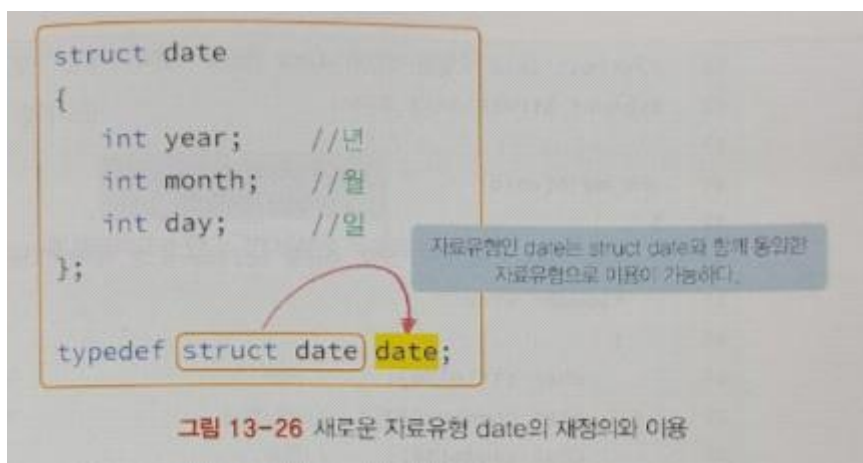 struct date
{
int year; //년
int month; //월
int day; //일
};
자료유형인 date는 struct date와 함께 동일한
자료유형으로 이용이 가능하다.
typedef struct date date;
그림 13-26 새로운 자료유형 date의 재정의와 이용